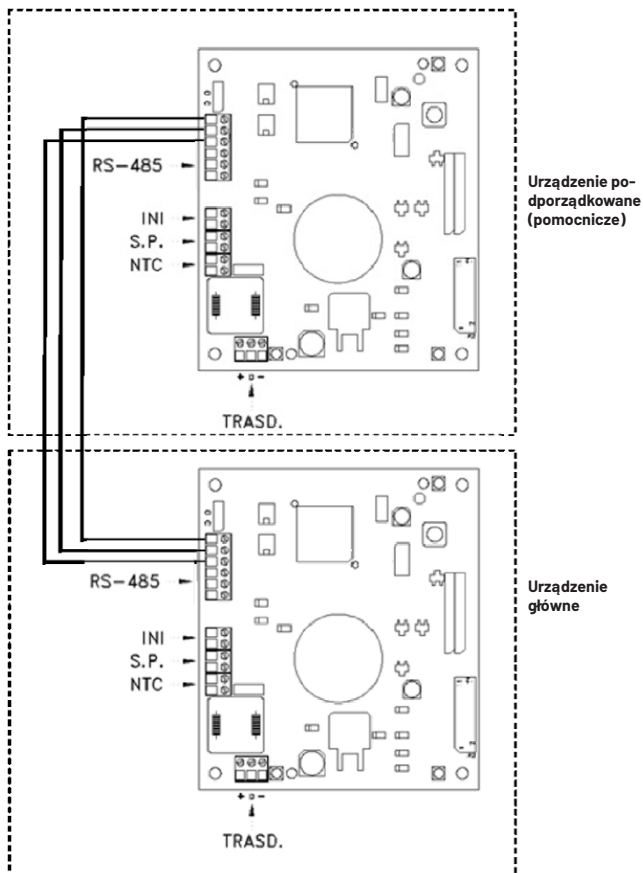 RS-485
INI
S.P.
NTC
+ -
TRASD.
Urządzenie po-
dporządkowane
(pomocnicze)
RS-485
INI
S.P.
NTC
+ -
TRASD.
Urządzenie
główne